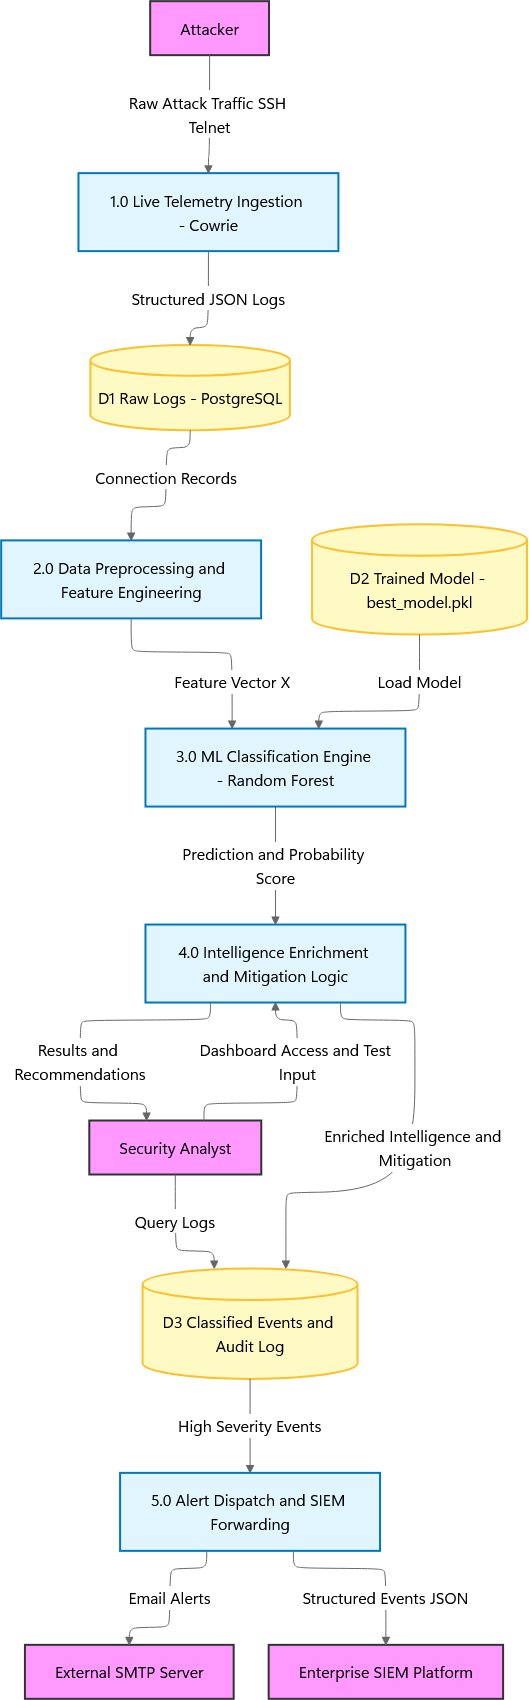 Attacker
Raw Attack Traffic SSH
Telnet
1.0 Live Telemetry Ingestion
- Cowrie
Structured JSON Logs
D1 Raw Logs - PostgreSQL
Connection Records
2.0 Data Preprocessing and
Feature Engineering
D2 Trained Model -
best_model.pkl
Feature Vector X
Load Model
3.0 ML Classification Engine
- Random Forest
Prediction and Probability
Score
4.0 Intelligence Enrichment
and Mitigation Logic
Results and
Recommendations
Dashboard Access and Test
Input
Security Analyst
Enriched Intelligence and
Mitigation
Query Logs
D3 Classified Events and
Audit Log
High Severity Events
5.0 Alert Dispatch and SIEM
Forwarding
Email Alerts
Structured Events JSON
External SMTP Server
Enterprise SIEM Platform